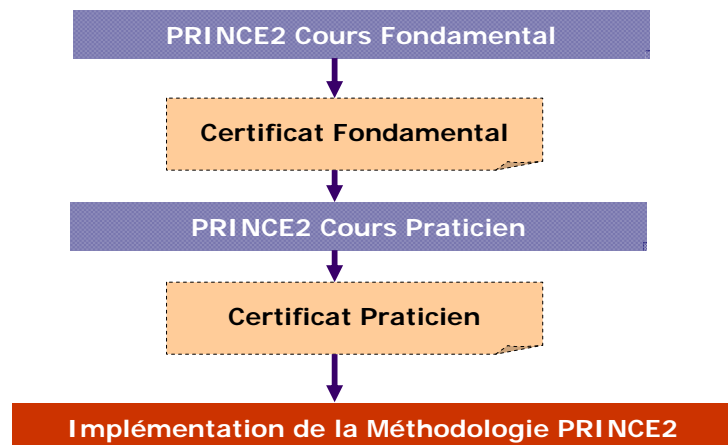 PRINCE2 Cours Fondamental
Certificat Fondamental
PRINCE2 Cours Praticien
Certificat Praticien
Implémentation de la Méthodologie PRINCE2